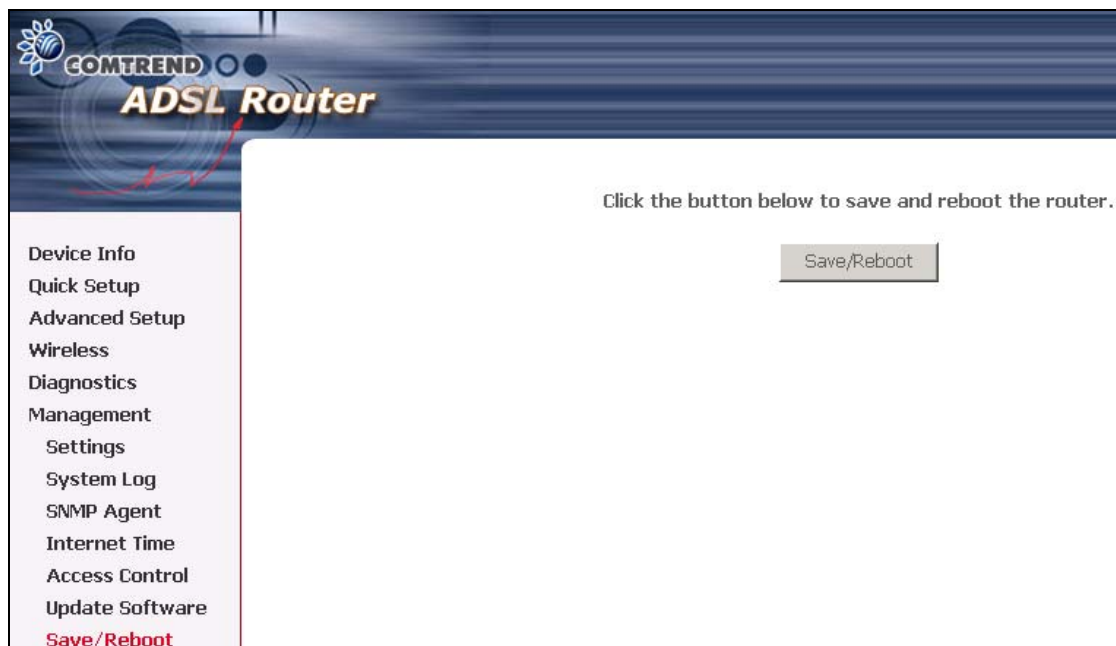 COMTREND
ADSL Router
Click the button below to save and reboot the router.
Save/Reboot
Device Info
Quick Setup
Advanced Setup
Wireless
Diagnostics
Management
Settings
System Log
SNMP Agent
Internet Time
Access Control
Update Software
Save/Reboot